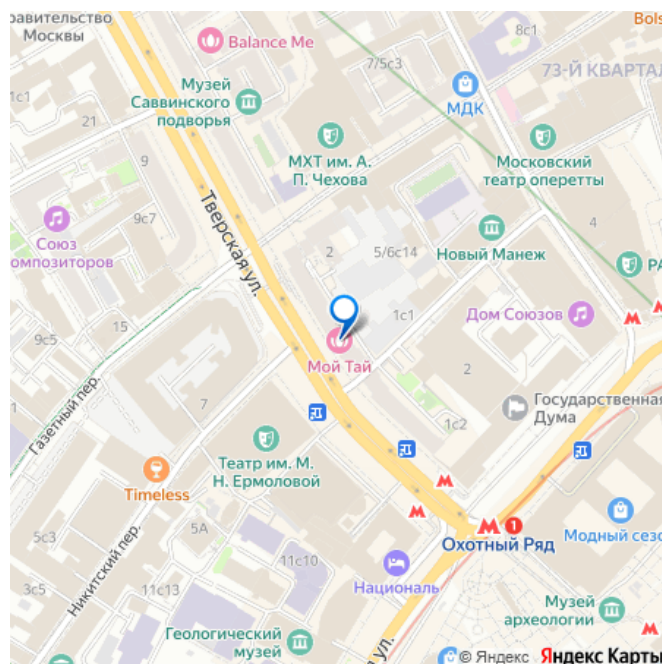 равительство
Москвы
Balance Me
Bols
8с1
7/5с3
73-Й КВАРТАЛ
МДК
1с1
21
Музей
Саввинского
подворья
МХТ им. А.
П. Чехова
Московский
театр оперетты
9
9с7
Союз
композиторов
Тверская ул.
2
5/6с14
Новый Манеж
4
РА
1с1
Дом Союзов
М
М
15
9с5
Мой Тай
2
Газетный пер.
7
Государственная
Дума
1с2
Театр им. М.
Н. Ермоловой
Timeless
М
М
М 1
Охотный Ряд
Модный сезо
5А
Никитский пер.
11с10
3с5
11с13
Националь
Музей
археологии
Геологический
музей
М
© Яндекс Яндекс Карты